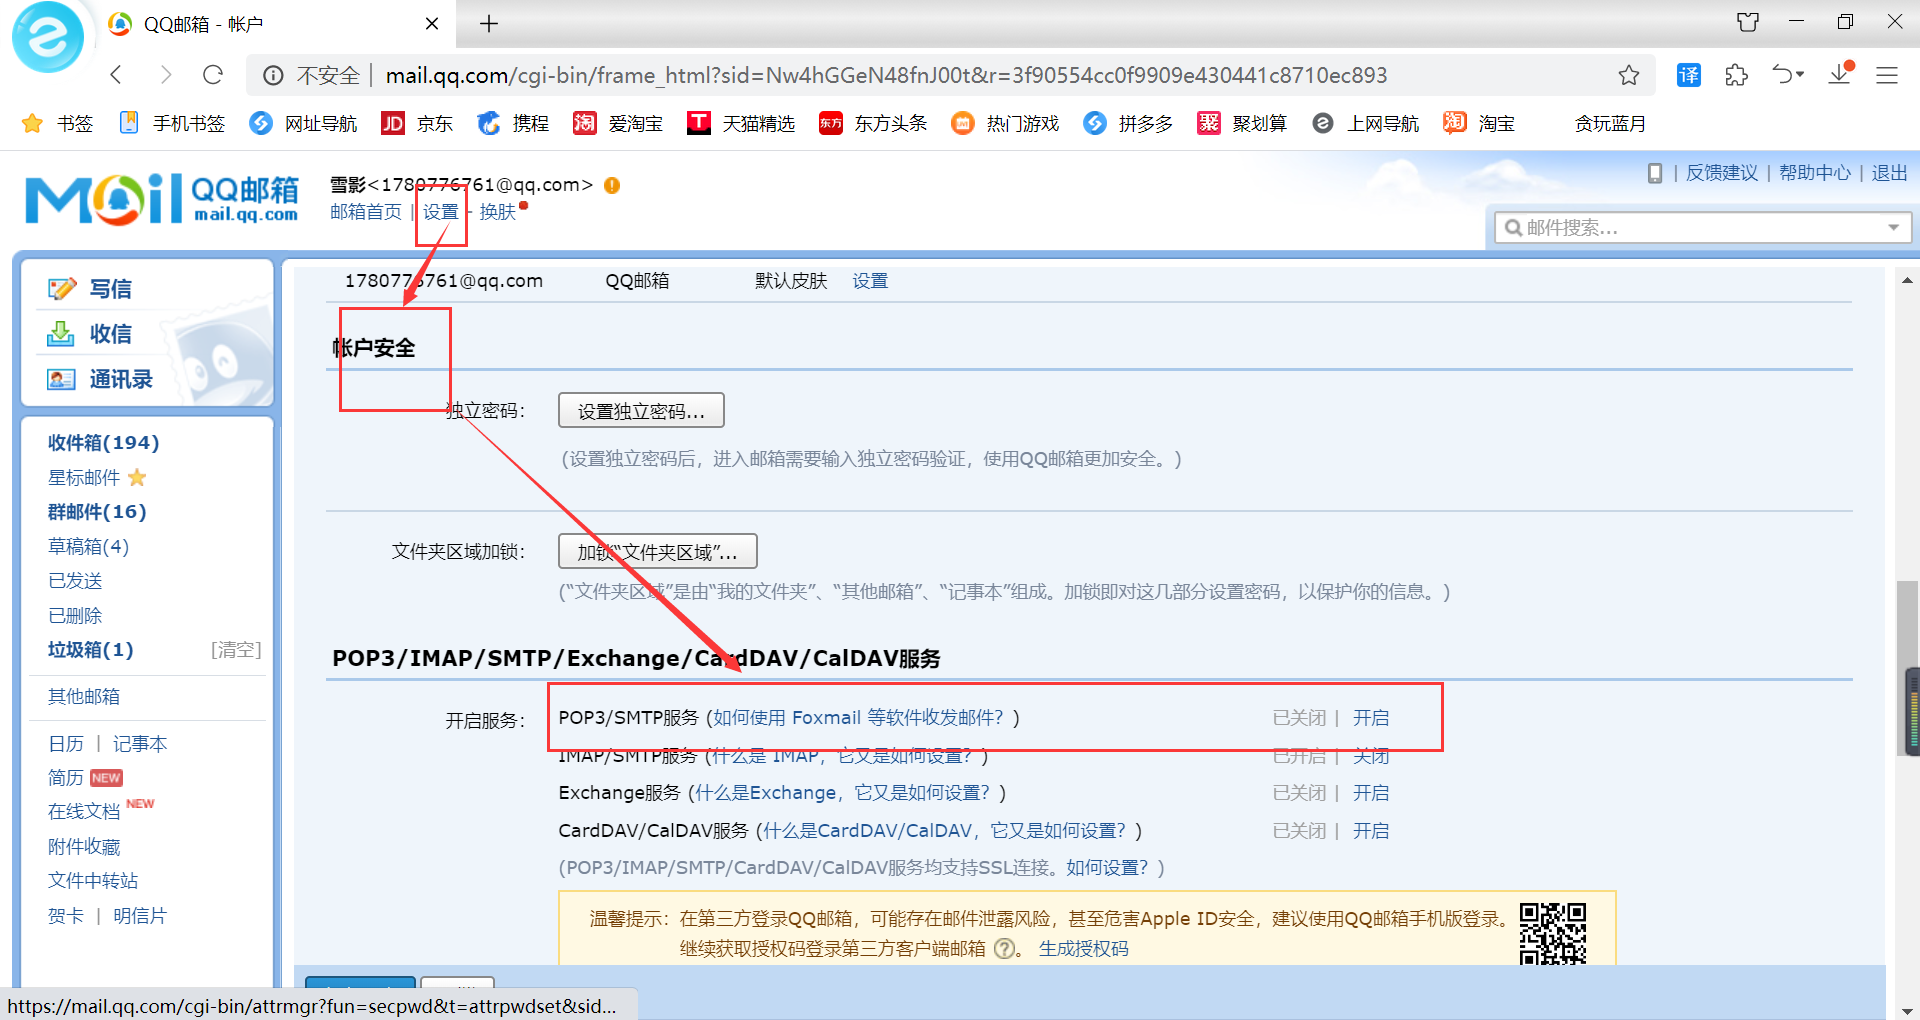 QQ邮箱 - 帐户
不安全 | mail.qq.com/cgi-bin/frame_html?sid=Nw4hGGeN48fnJ00t&r=3f90554cc0f9909e430441c8710ec893
译
书签 手机书签 网址导航 JD 京东 携程 淘 爱淘宝 T 天猫精选 东方 东方头条 热门游戏 拼多多 聚 聚划算 上网导航 淘 淘宝 贪玩蓝月
Mail QQ邮箱
mail.qq.com
雪影<1780776761@qq.com>
邮箱首页 | 设置 - 换肤
反馈建议 | 帮助中心 | 退出
邮件搜索...
写信
收信
通讯录
收件箱(194)
星标邮件
群邮件(16)
草稿箱(4)
已发送
已删除
垃圾箱(1) [清空]
其他邮箱
日历 | 记事本
简历 NEW
在线文档 NEW
附件收藏
文件中转站
贺卡 | 明信片
1780776761@qq.com QQ邮箱 默认皮肤 设置
帐户安全
独立密码： 设置独立密码...
(设置独立密码后，进入邮箱需要输入独立密码验证，使用QQ邮箱更加安全。)
文件夹区域加锁： 加锁“文件夹区域”...
(“文件夹区域”是由“我的文件夹”、“其他邮箱”、“记事本”组成。加锁即对这几部分设置密码，以保护你的信息。)
POP3/IMAP/SMTP/Exchange/CardDAV/CalDAV服务
开启服务： POP3/SMTP服务 (如何使用 Foxmail 等软件收发邮件？) 已关闭 | 开启
IMAP/SMTP服务 (什么是 IMAP，它又是如何设置？) 已开启 | 关闭
Exchange服务 (什么是Exchange，它又是如何设置？) 已关闭 | 开启
CardDAV/CalDAV服务 (什么是CardDAV/CalDAV，它又是如何设置？) 已关闭 | 开启
(POP3/IMAP/SMTP/CardDAV/CalDAV服务均支持SSL连接。如何设置？)
温馨提示：在第三方登录QQ邮箱，可能存在邮件泄露风险，甚至危害Apple ID安全，建议使用QQ邮箱手机版登录。
继续获取授权码登录第三方客户端邮箱 ? 。 生成授权码
https://mail.qq.com/cgi-bin/attrmgr?fun=secpwd&t=attrpwdset&sid...